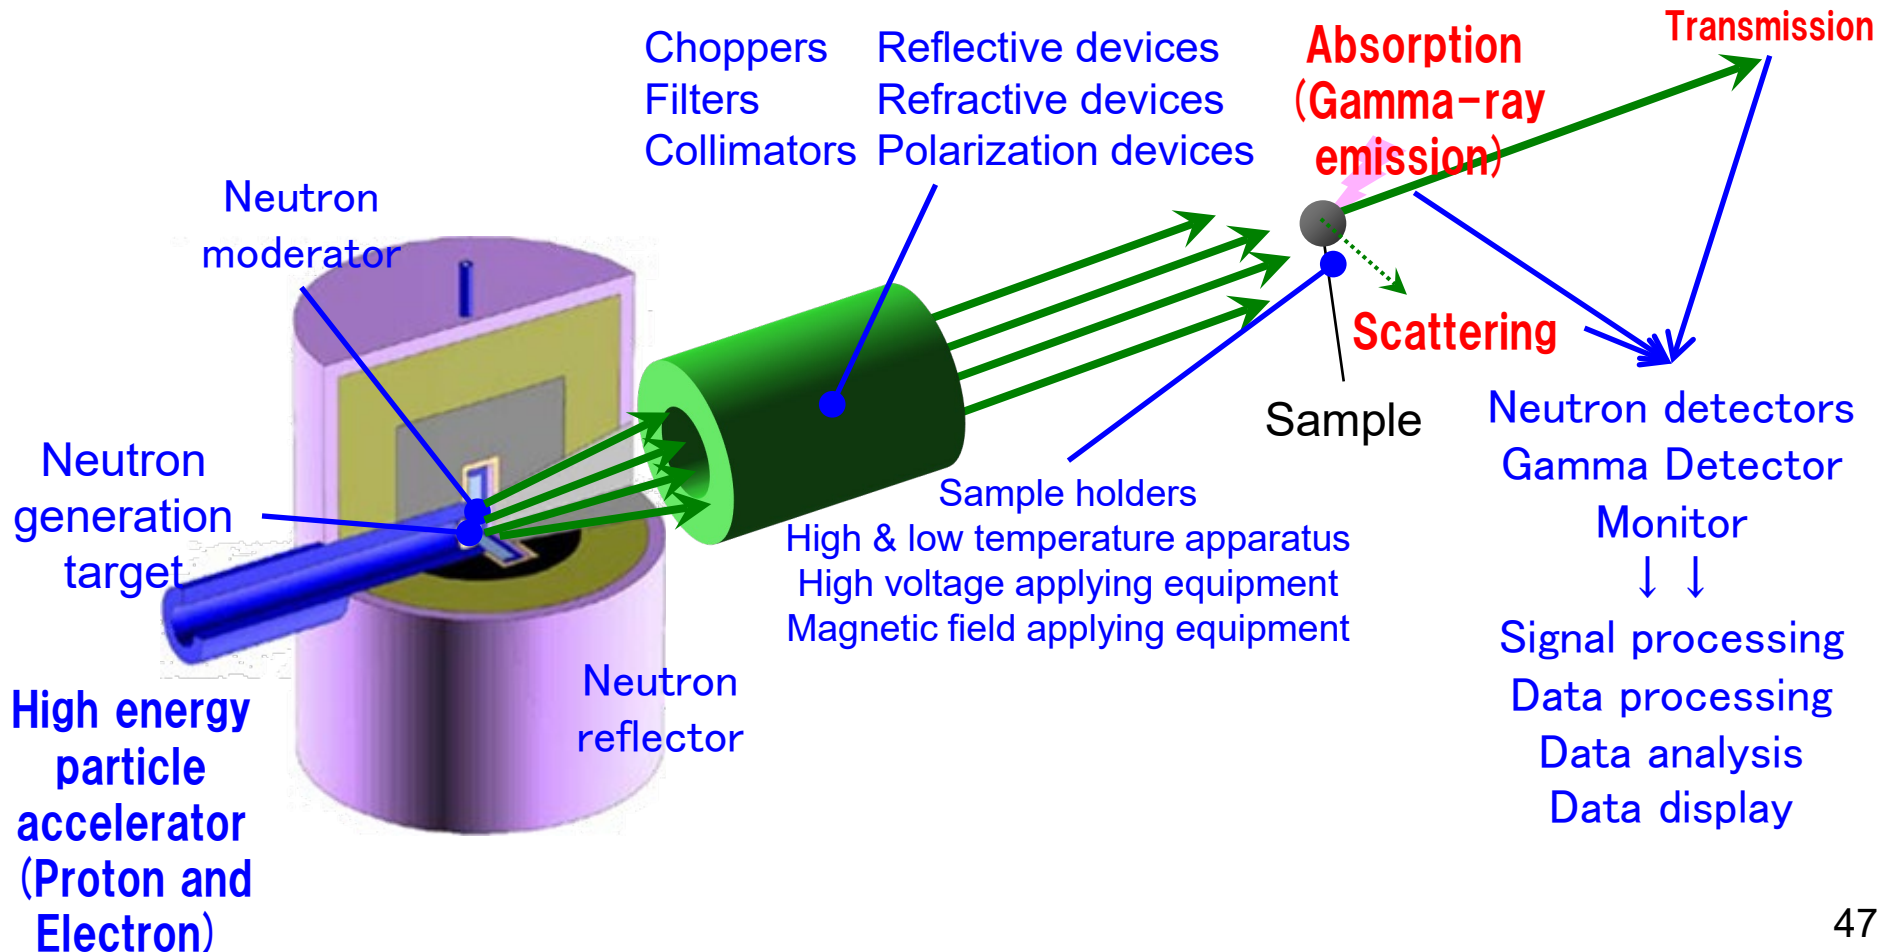 Choppers
Filters
Collimators
Reflective devices
Refractive devices
Polarization devices
Absorption
(Gamma-ray
emission)
Transmission
Neutron
moderator
Scattering
Sample
Neutron
generation
target
Sample holders
High & low temperature apparatus
High voltage applying equipment
Magnetic field applying equipment
Neutron detectors
Gamma Detector
Monitor
↓ ↓
Signal processing
Data processing
Data analysis
Data display
Neutron
reflector
High energy
particle
accelerator
(Proton and
Electron)
47